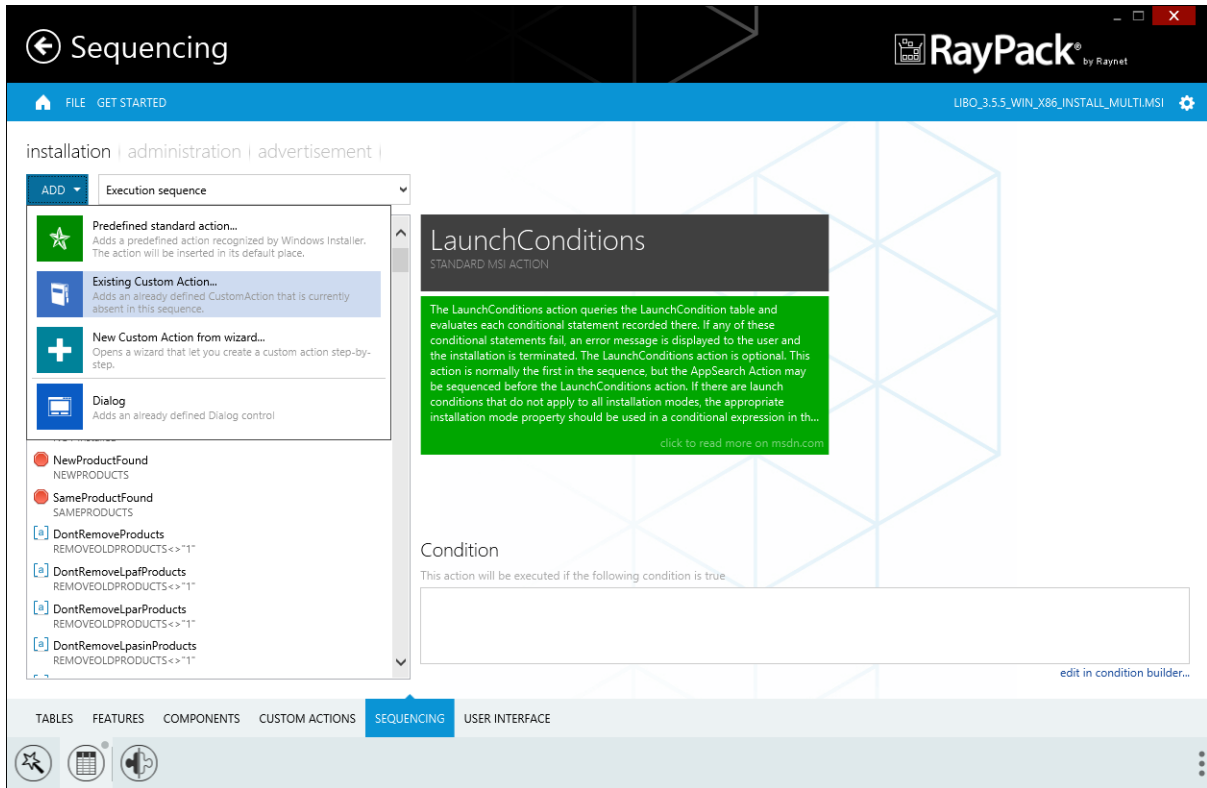 Sequencing
RayPack® by Raynet
FILE GET STARTED
LIBO_3.5.5_WIN_X86_INSTALL_MULTI.MSI
installation | administration | advertisement |
ADD
Execution sequence
Predefined standard action...
Adds a predefined action recognized by Windows Installer.
The action will be inserted in its default place.
Existing Custom Action...
Adds an already defined CustomAction that is currently
absent in this sequence.
New Custom Action from wizard...
Opens a wizard that let you create a custom action step-by-
step.
Dialog
Adds an already defined Dialog control
NewProductFound
NEWPRODUCTS
SameProductFound
SAMEPRODUCTS
[a] DontRemoveProducts
REMOVEOLDPRODUCTS<>"1"
[a] DontRemoveLpafProducts
REMOVEOLDPRODUCTS<>"1"
[a] DontRemoveLparProducts
REMOVEOLDPRODUCTS<>"1"
[a] DontRemoveLpasinProducts
REMOVEOLDPRODUCTS<>"1"
LaunchConditions
STANDARD MSI ACTION
The LaunchConditions action queries the LaunchCondition table and
evaluates each conditional statement recorded there. If any of these
conditional statements fail, an error message is displayed to the user and
the installation is terminated. The LaunchConditions action is optional. This
action is normally the first in the sequence, but the AppSearch Action may
be sequenced before the LaunchConditions action. If there are launch
conditions that do not apply to all installation modes, the appropriate
installation mode property should be used in a conditional expression in th...
click to read more on msdn.com
Condition
This action will be executed if the following condition is true
edit in condition builder...
TABLES FEATURES COMPONENTS CUSTOM ACTIONS SEQUENCING USER INTERFACE